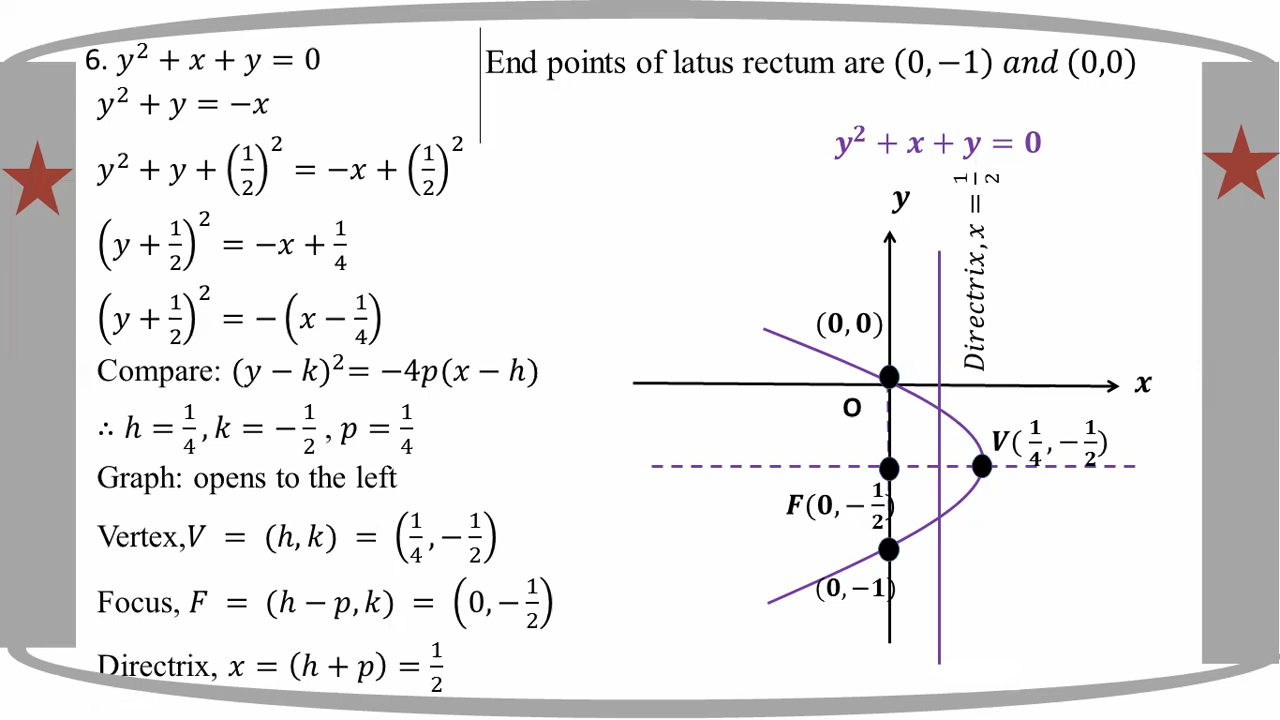 6. y² + x + y = 0
y² + y = −x
y² + y + (1/2)² = −x + (1/2)²
(y + 1/2)² = −x + 1/4
(y + 1/2)² = −(x − 1/4)
Compare: (y − k)²= −4p(x − h)
∴ h = 1/4, k = −1/2 , p = 1/4
Graph: opens to the left
Vertex,V = (h, k) = (1/4, −1/2)
Focus, F = (h − p, k) = (0, −1/2)
Directrix, x = (h + p) = 1/2
End points of latus rectum are (0, −1) and (0,0)
y² + x + y = 0
y
Directrix, x = 1/2
(0, 0)
x
O
V(1/4, −1/2)
F(0, −1/2)
(0, −1)